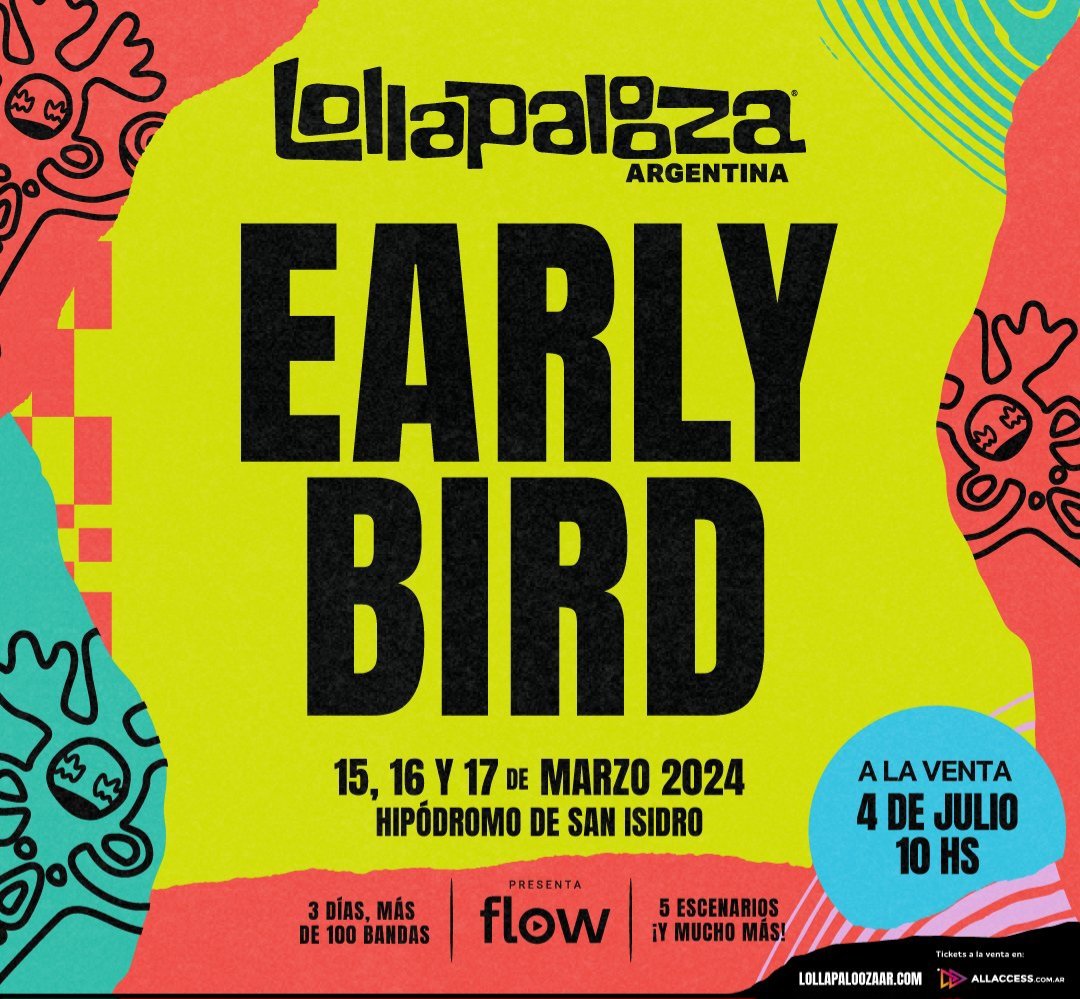 Lollapalooza®
ARGENTINA
EARLY
BIRD
15, 16 Y 17 DE MARZO 2024
HIPÓDROMO DE SAN ISIDRO
A LA VENTA
4 DE JULIO
10 HS
3 DÍAS, MÁS
DE 100 BANDAS
PRESENTA
flow
5 ESCENARIOS
¡Y MUCHO MÁS!
LOLLAPALOOZAAR.COM
Tickets a la venta en:
ALLACCESS.COM.AR